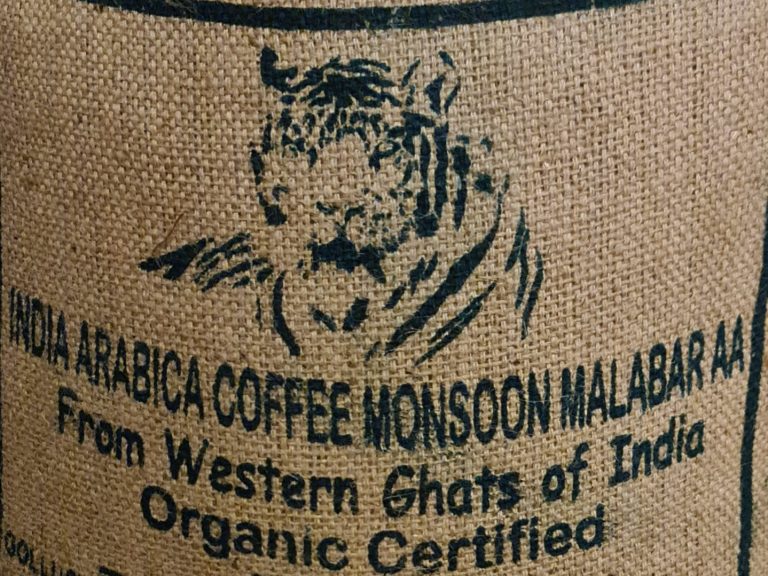 INDIA ARABICA COFFEE MONSOON MALABAR AA
From Western Ghats of India
Organic Certified